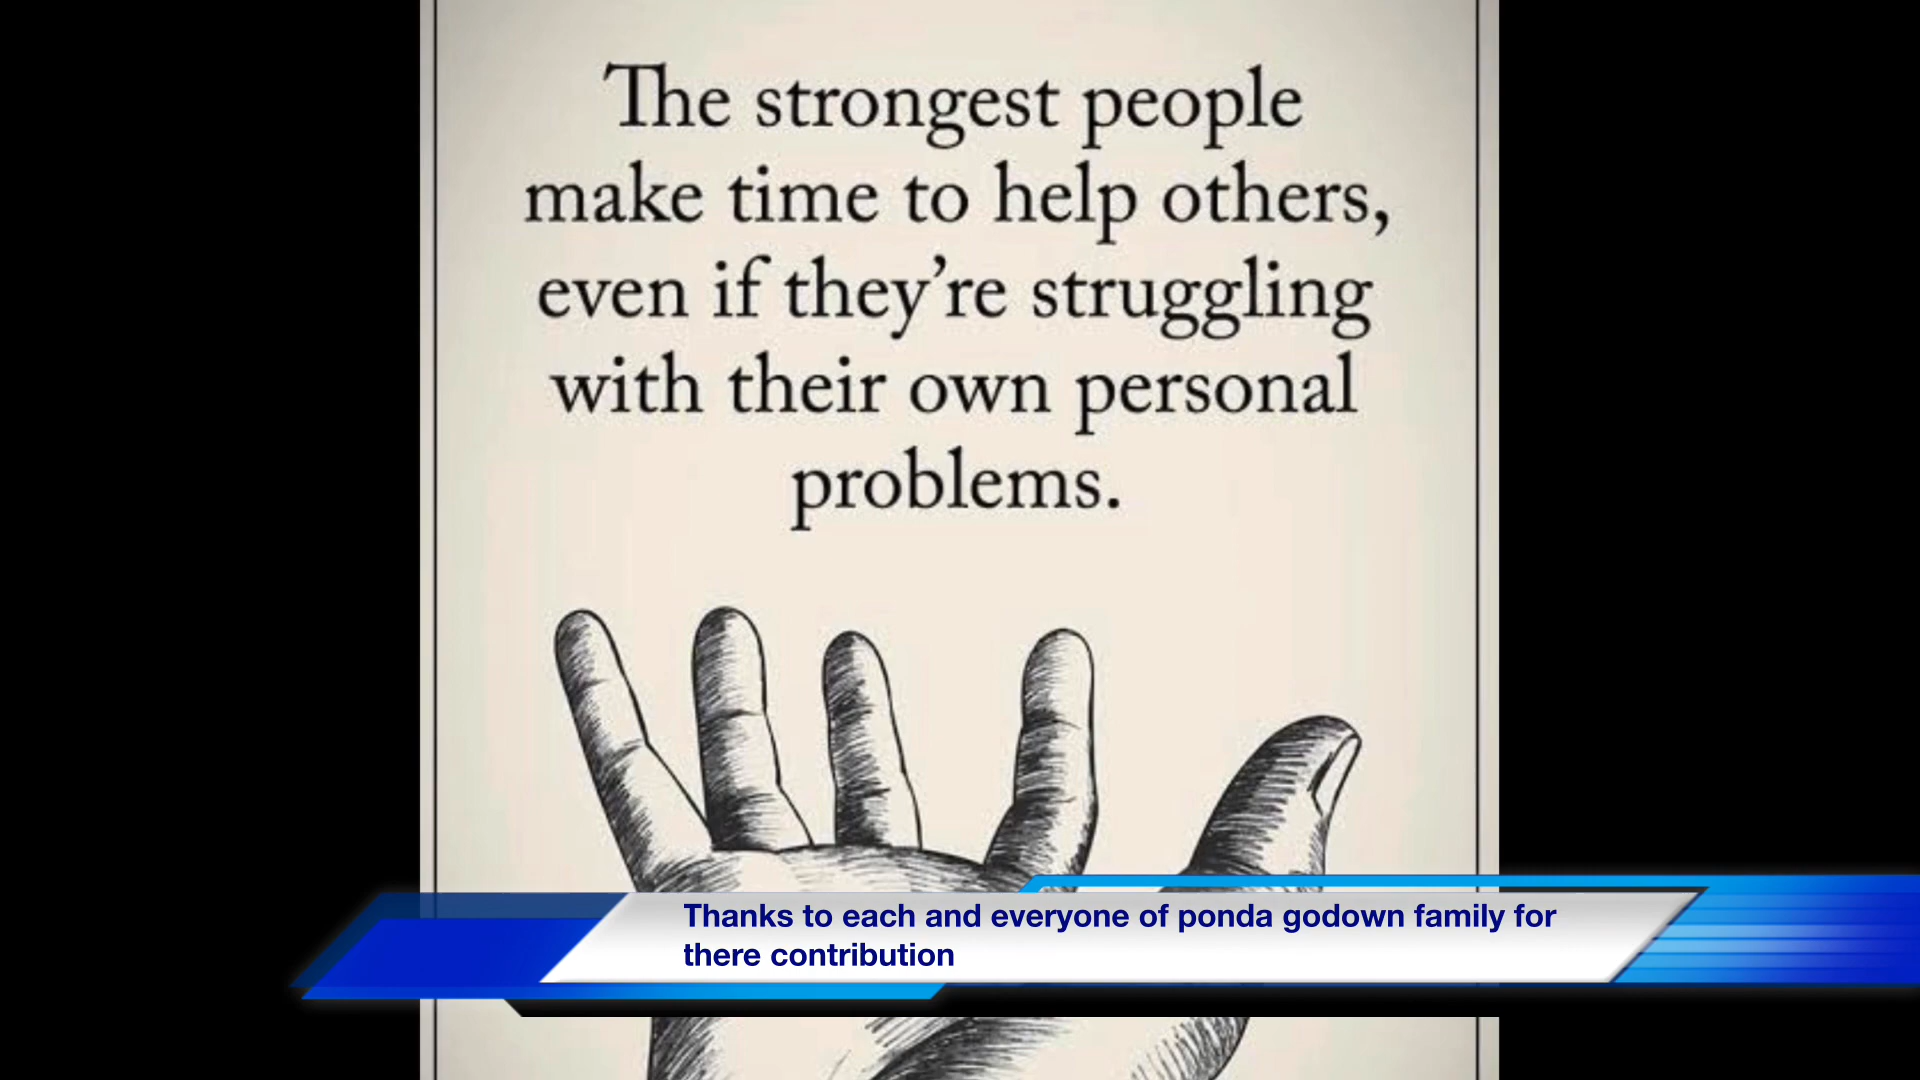 The strongest people
make time to help others,
even if they’re struggling
with their own personal
problems.
Thanks to each and everyone of ponda godown family for
there contribution